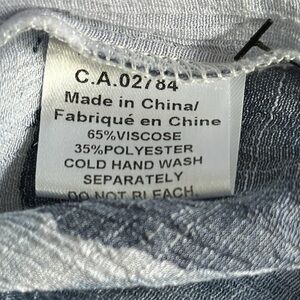 C.A.02784
Made in China/
Fabriqué en Chine
65%VISCOSE
35%POLYESTER
COLD HAND WASH
SEPARATELY
DO NOT BLEACH